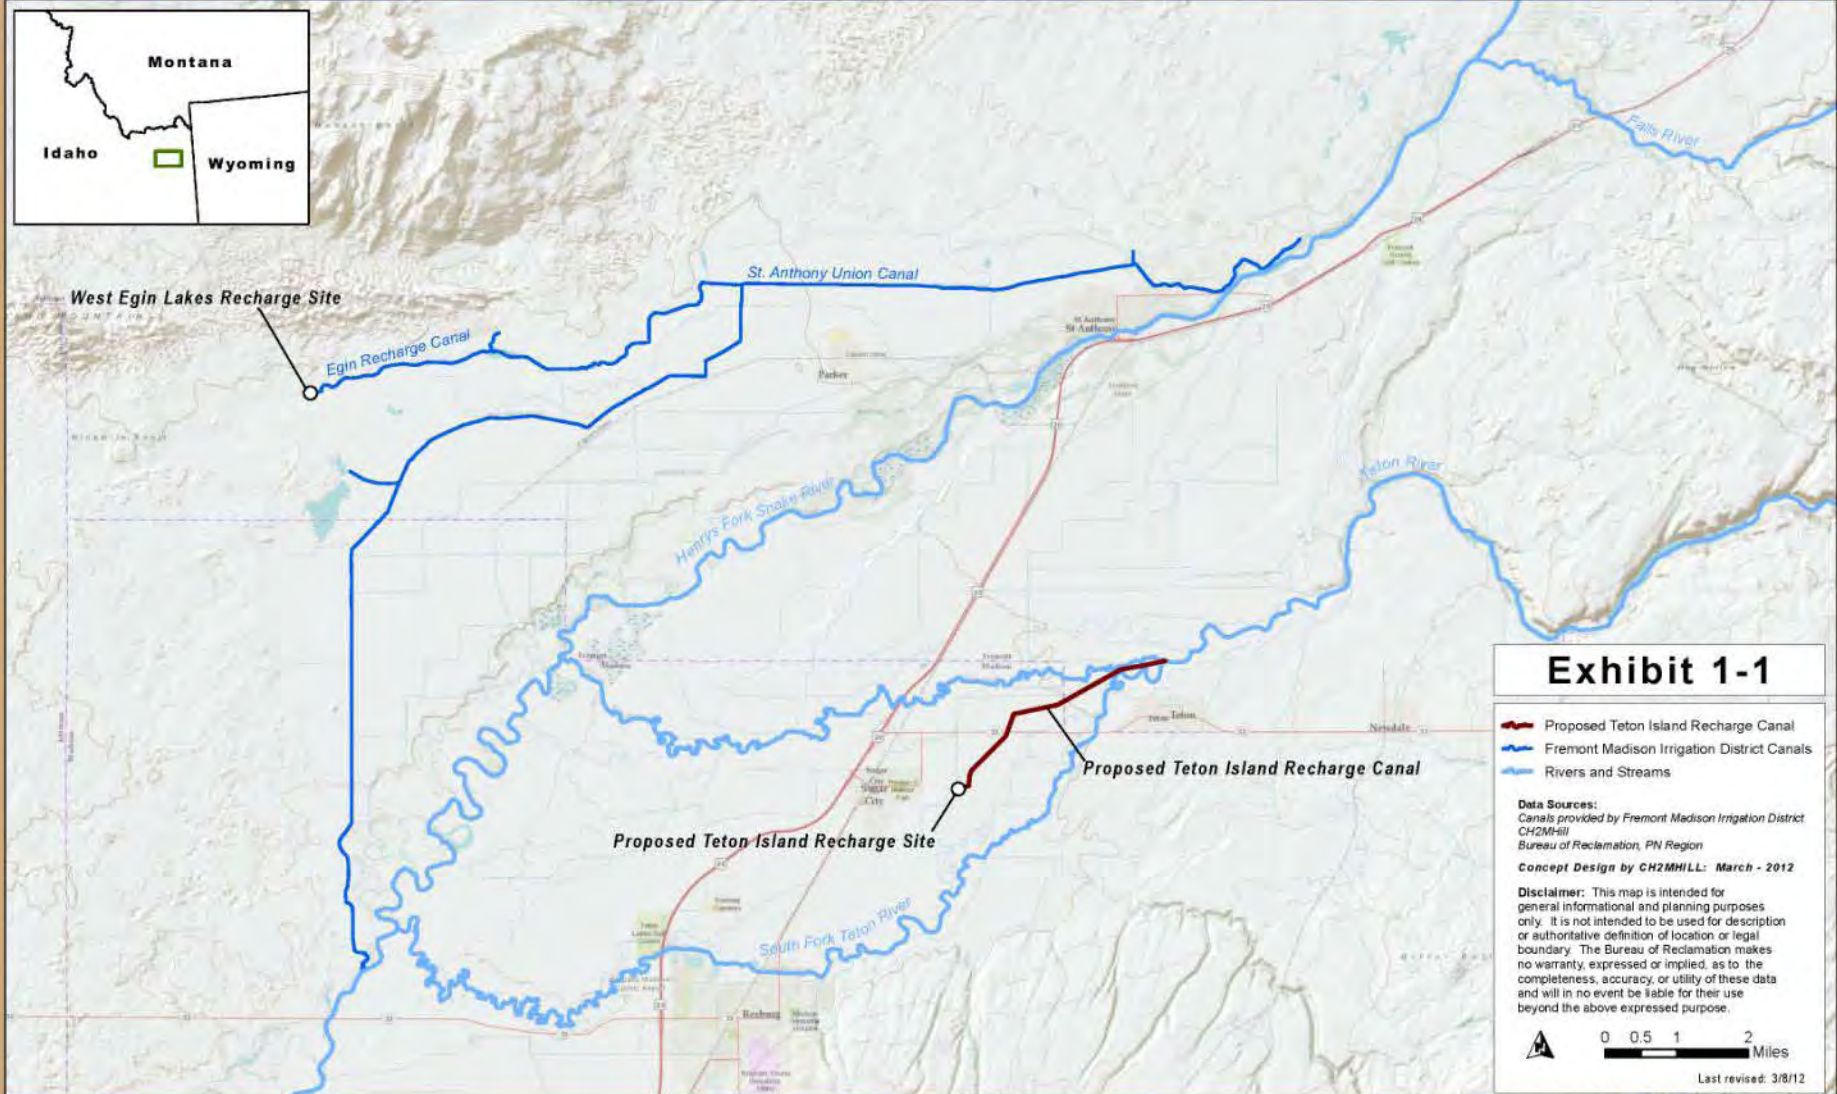 Montana
Idaho
Wyoming
Falls River
St. Anthony Union Canal
West Egin Lakes Recharge Site
Egin Recharge Canal
St Anthony
Parker
Teton River
Henrys Fork Snake River
Fremont
Madison
Fremont
Madison
Teton
Newdale
Sugar
City
Proposed Teton Island Recharge Canal
Proposed Teton Island Recharge Site
South Fork Teton River
Rexburg
Exhibit 1-1
Proposed Teton Island Recharge Canal
Fremont Madison Irrigation District Canals
Rivers and Streams
Data Sources:
Canals provided by Fremont Madison Irrigation District
CH2MHill
Bureau of Reclamation, PN Region
Concept Design by CH2MHILL: March - 2012
Disclaimer: This map is intended for
general informational and planning purposes
only. It is not intended to be used for description
or authoritative definition of location or legal
boundary. The Bureau of Reclamation makes
no warranty, expressed or implied, as to the
completeness, accuracy, or utility of these data
and will in no event be liable for their use
beyond the above expressed purpose.
0 0.5 1 2
Miles
Last revised: 3/8/12